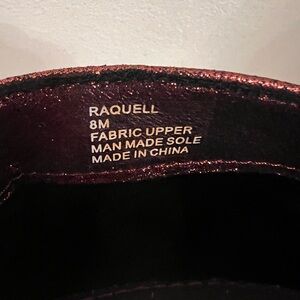 RAQUELL
8M
FABRIC UPPER
MAN MADE SOLE
MADE IN CHINA